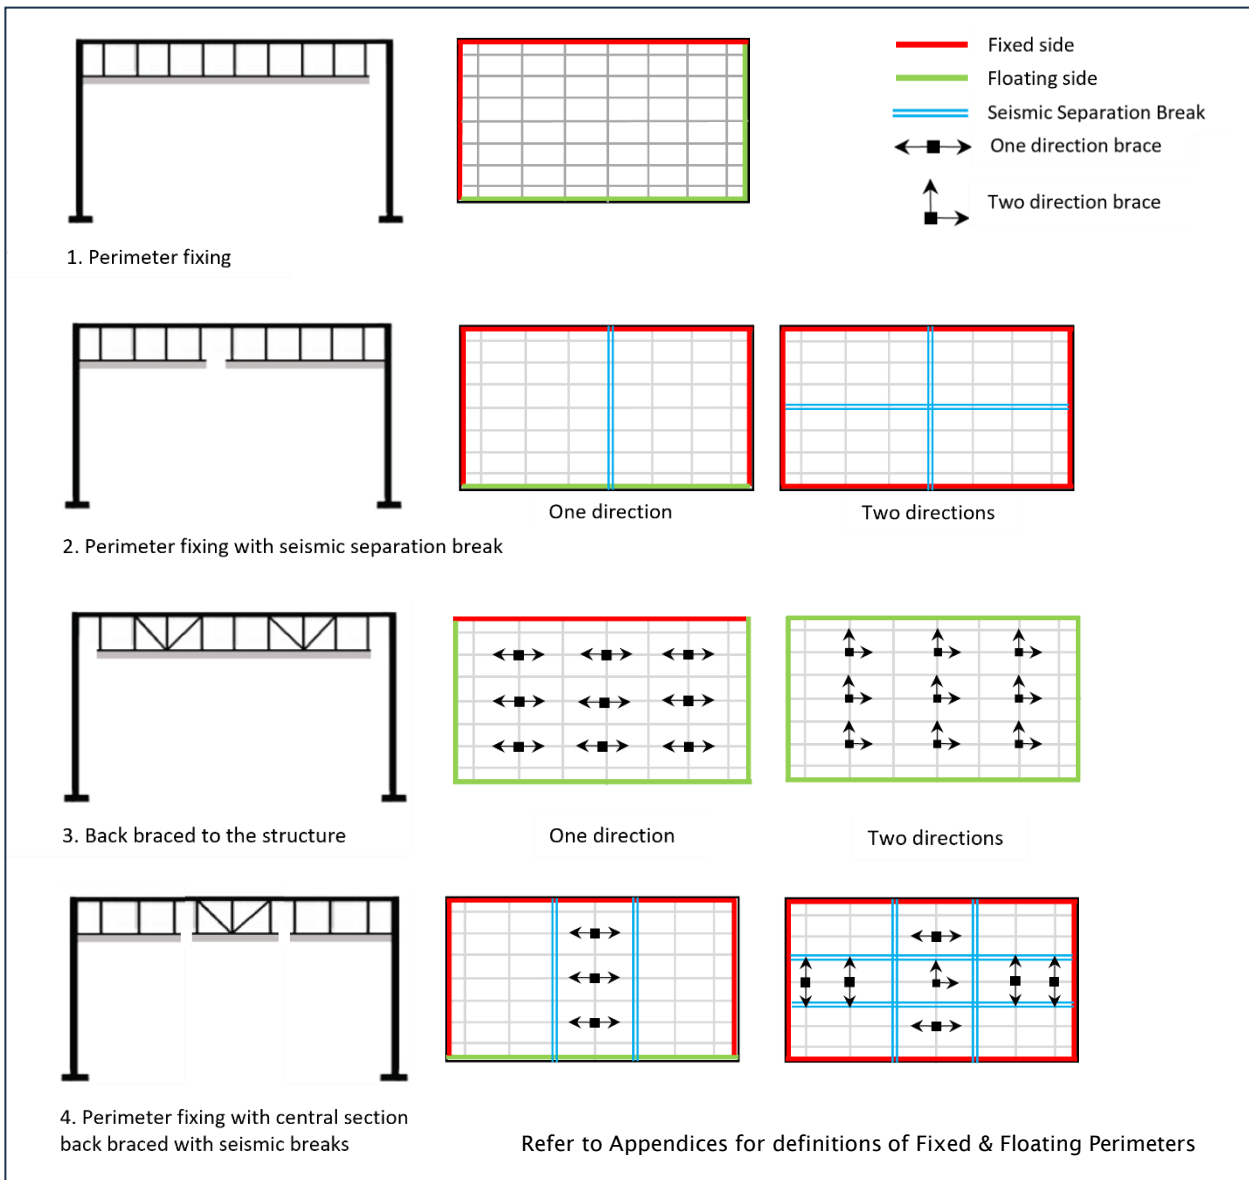 Fixed side
Floating side
Seismic Separation Break
One direction brace
Two direction brace
1. Perimeter fixing
One direction
Two directions
2. Perimeter fixing with seismic separation break
3. Back braced to the structure
One direction
Two directions
4. Perimeter fixing with central section
back braced with seismic breaks
Refer to Appendices for definitions of Fixed & Floating Perimeters